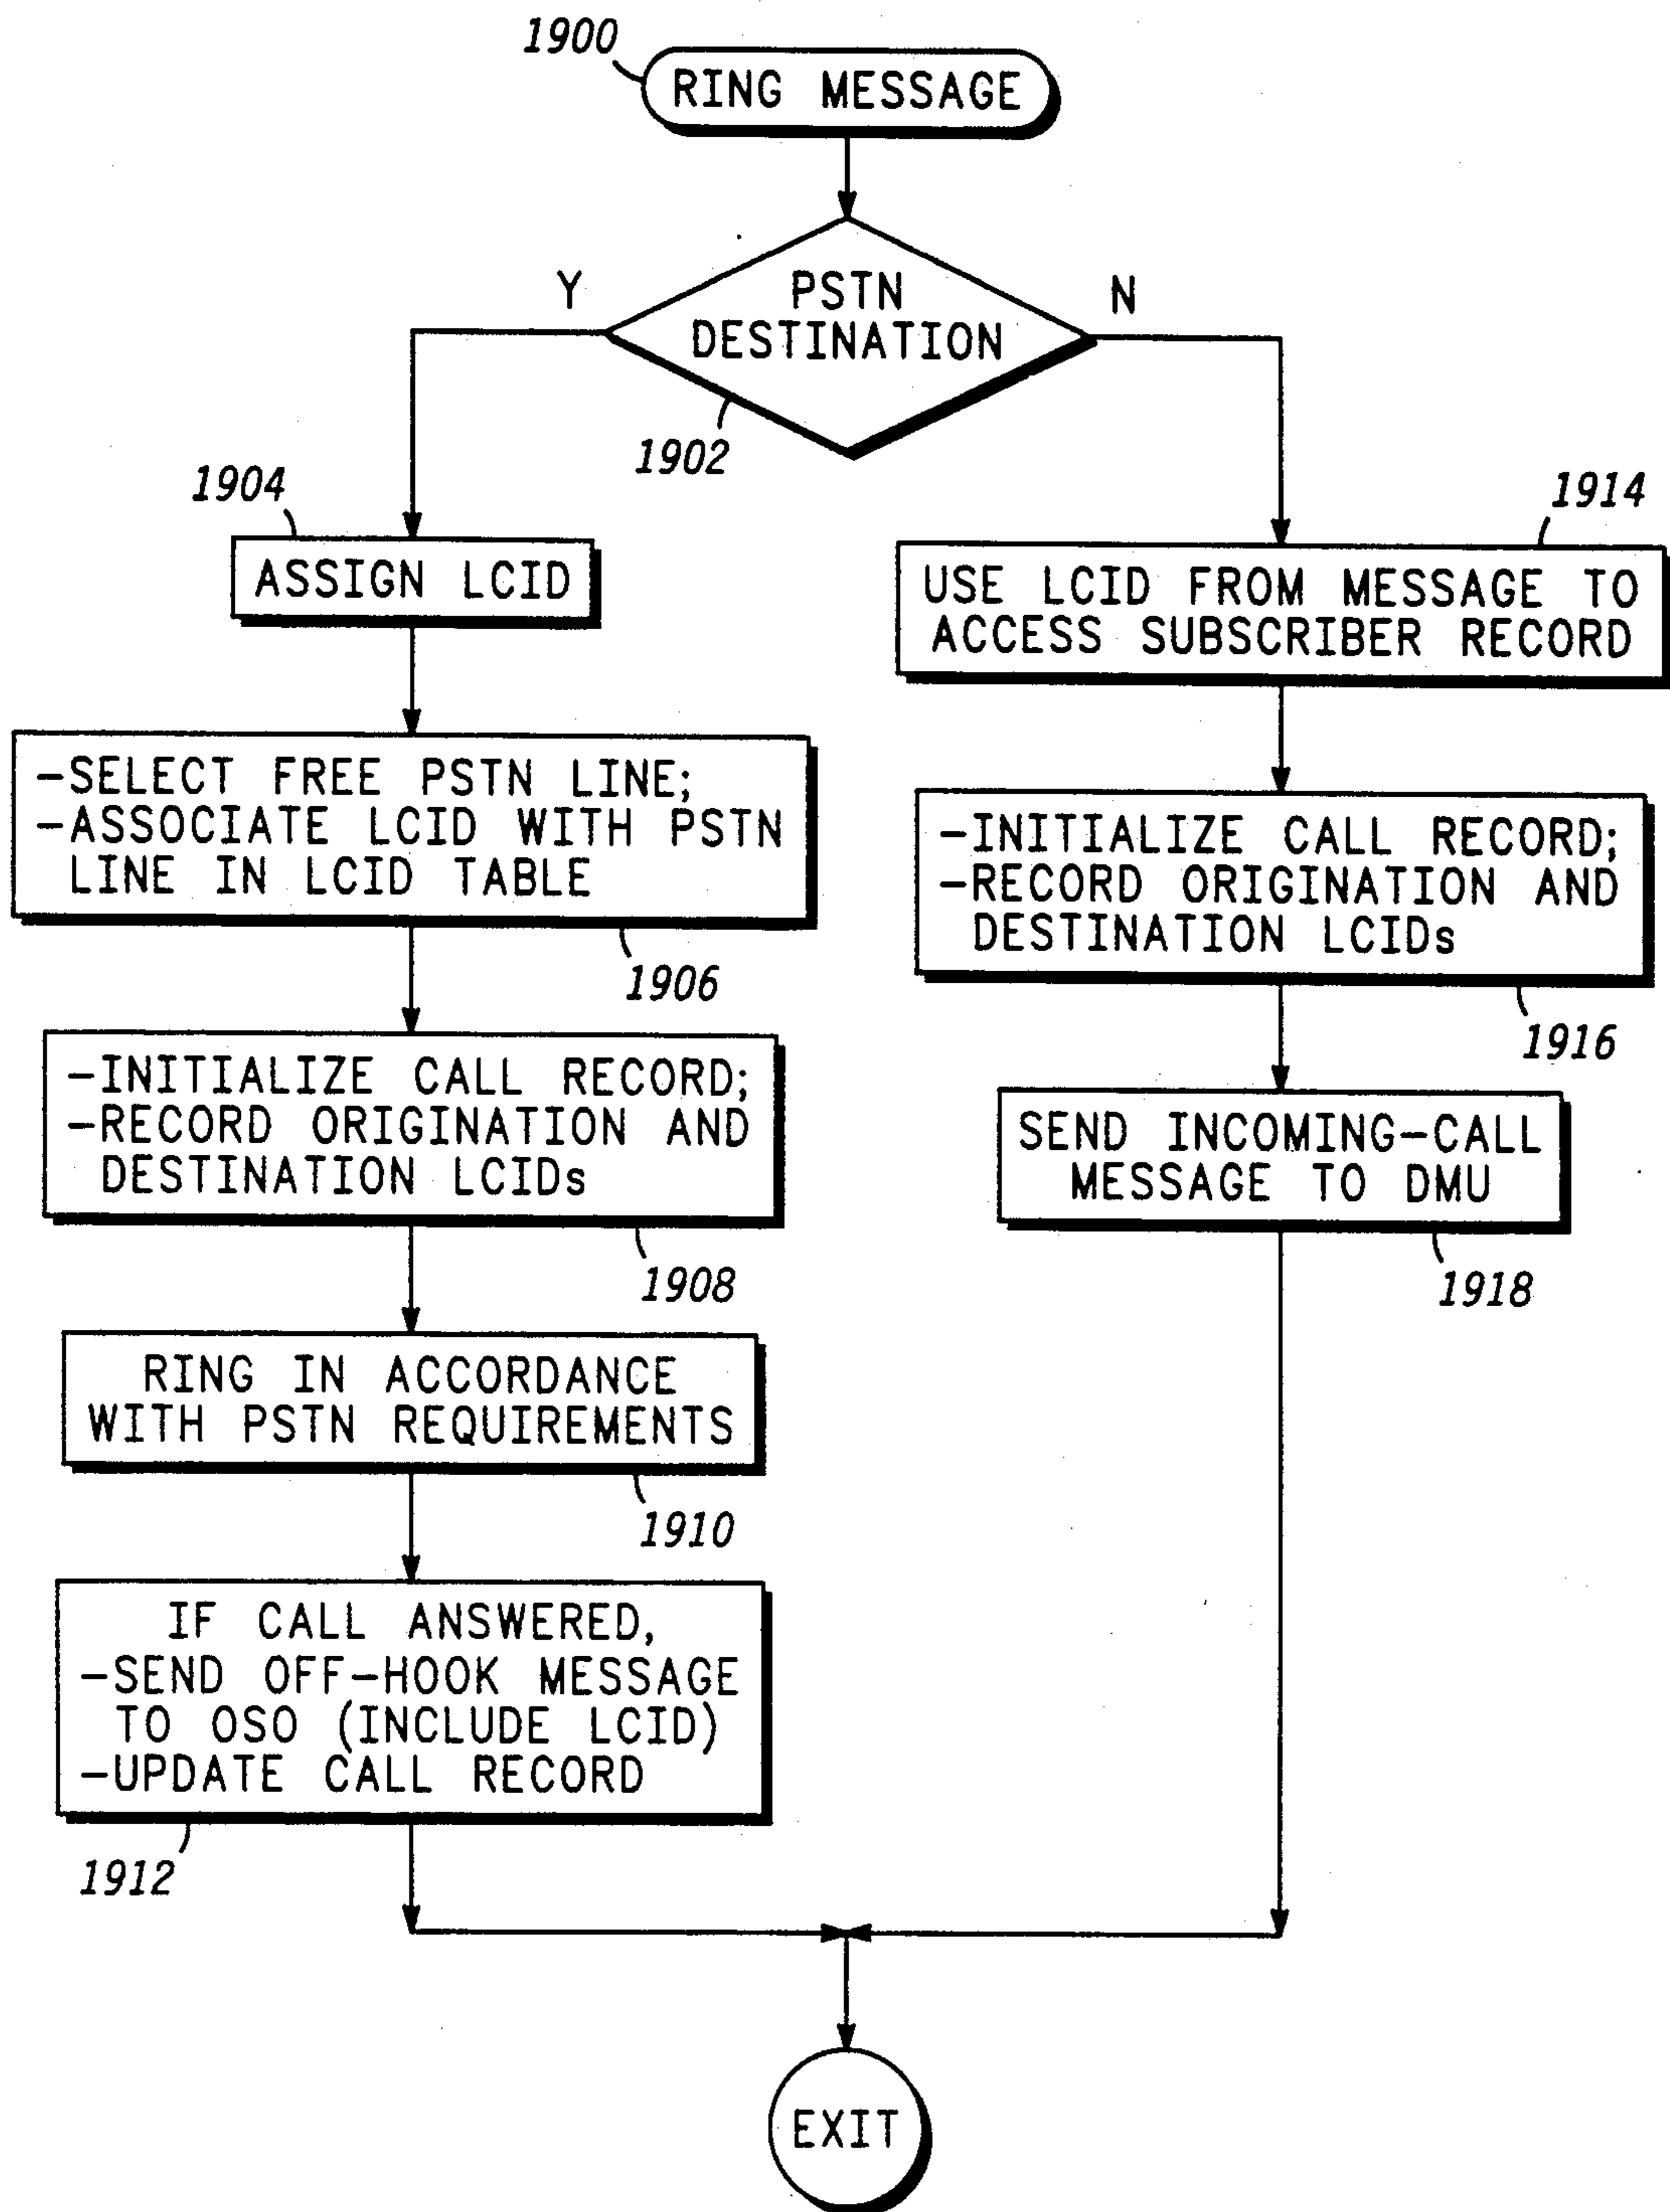 1900
RING MESSAGE
Y
PSTN
DESTINATION
N
1902
1904
ASSIGN LCID
-SELECT FREE PSTN LINE;
-ASSOCIATE LCID WITH PSTN
LINE IN LCID TABLE
1906
-INITIALIZE CALL RECORD;
-RECORD ORIGINATION AND
DESTINATION LCIDs
1908
RING IN ACCORDANCE
WITH PSTN REQUIREMENTS
1910
IF CALL ANSWERED,
-SEND OFF-HOOK MESSAGE
TO OSO (INCLUDE LCID)
-UPDATE CALL RECORD
1912
1914
USE LCID FROM MESSAGE TO
ACCESS SUBSCRIBER RECORD
-INITIALIZE CALL RECORD;
-RECORD ORIGINATION AND
DESTINATION LCIDs
1916
SEND INCOMING-CALL
MESSAGE TO DMU
1918
EXIT